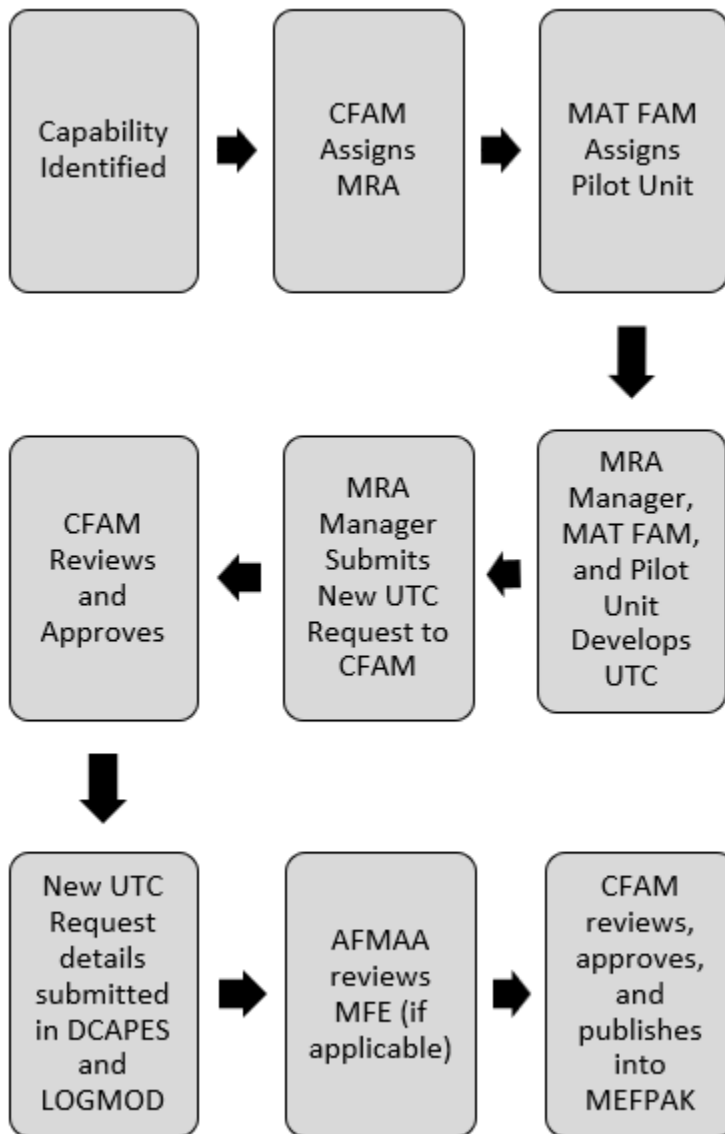 Capability
Identified
CFAM
Assigns
MRA
MAT FAM
Assigns
Pilot Unit
MRA
Manager,
MAT FAM,
and Pilot
Unit
Develops
UTC
MRA
Manager
Submits
New UTC
Request to
CFAM
CFAM
Reviews
and
Approves
New UTC
Request
details
submitted
in DCAPES
and
LOGMOD
AFMAA
reviews
MFE (if
applicable)
CFAM
reviews,
approves,
and
publishes
into
MEFPAK